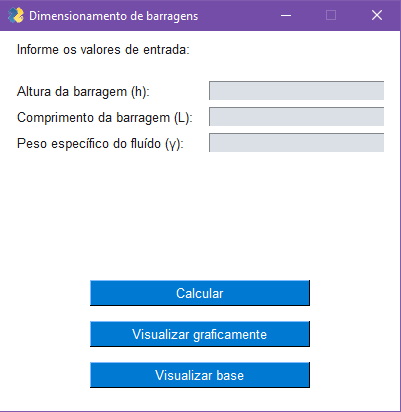 Dimensionamento de barragens
Informe os valores de entrada:
Altura da barragem (h):
Comprimento da barragem (L):
Peso específico do fluído (γ):
Calcular
Visualizar graficamente
Visualizar base